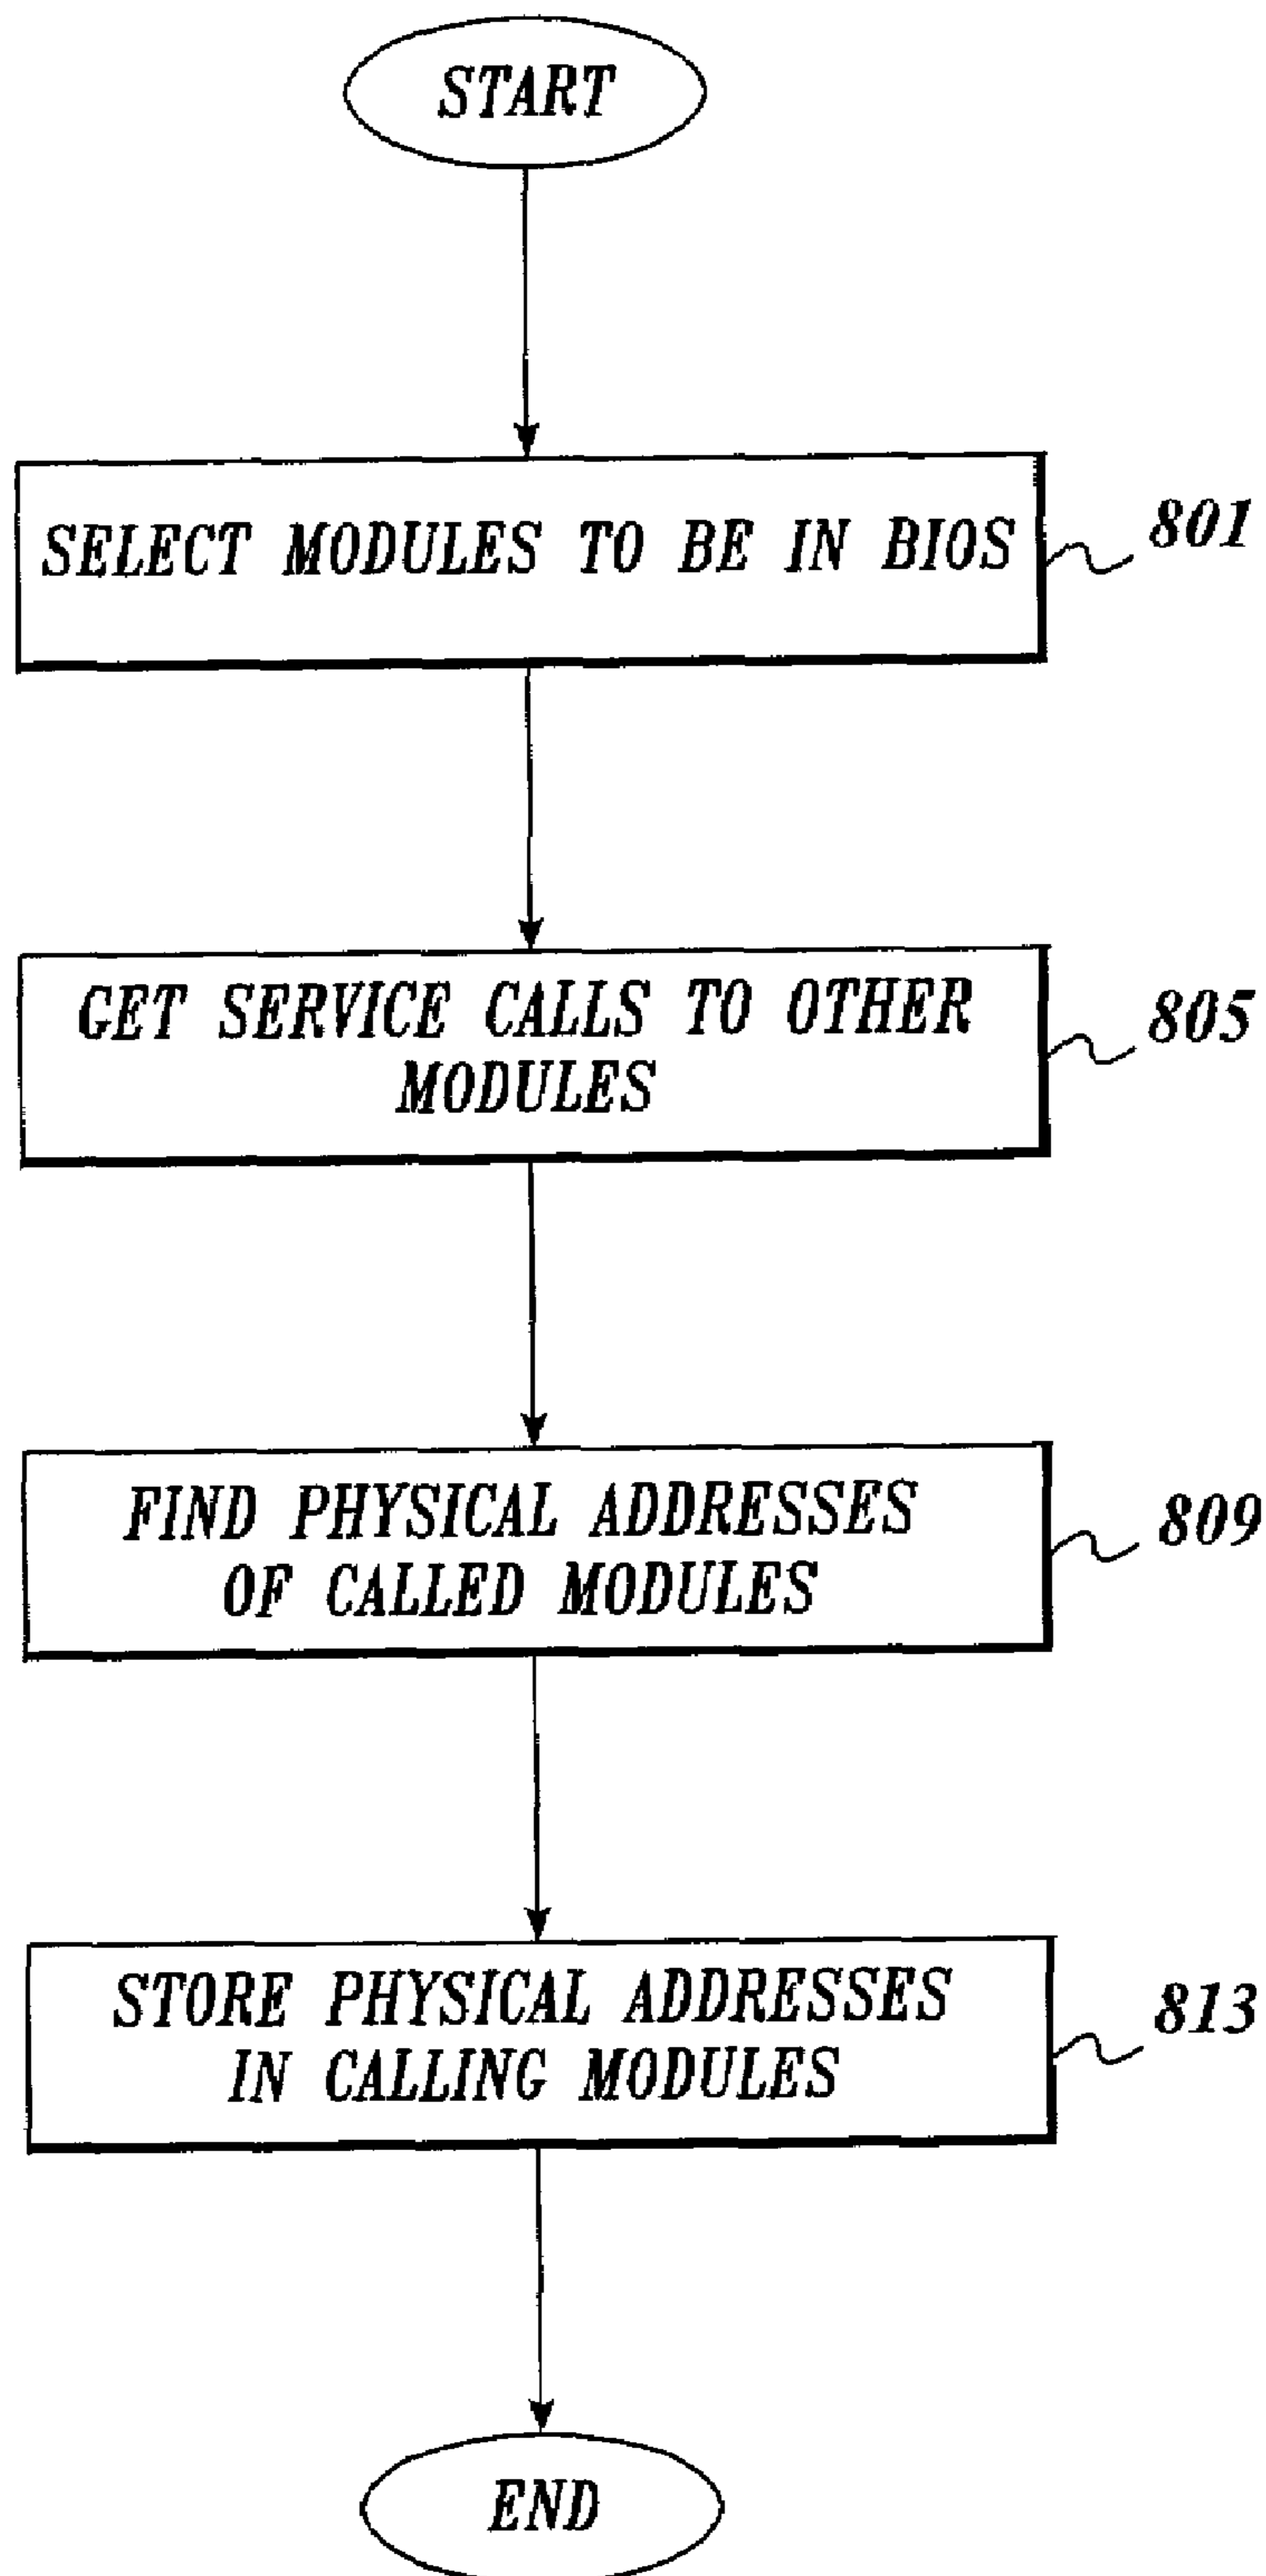 START
SELECT MODULES TO BE IN BIOS
801
GET SERVICE CALLS TO OTHER
MODULES
805
FIND PHYSICAL ADDRESSES
OF CALLED MODULES
809
STORE PHYSICAL ADDRESSES
IN CALLING MODULES
813
END